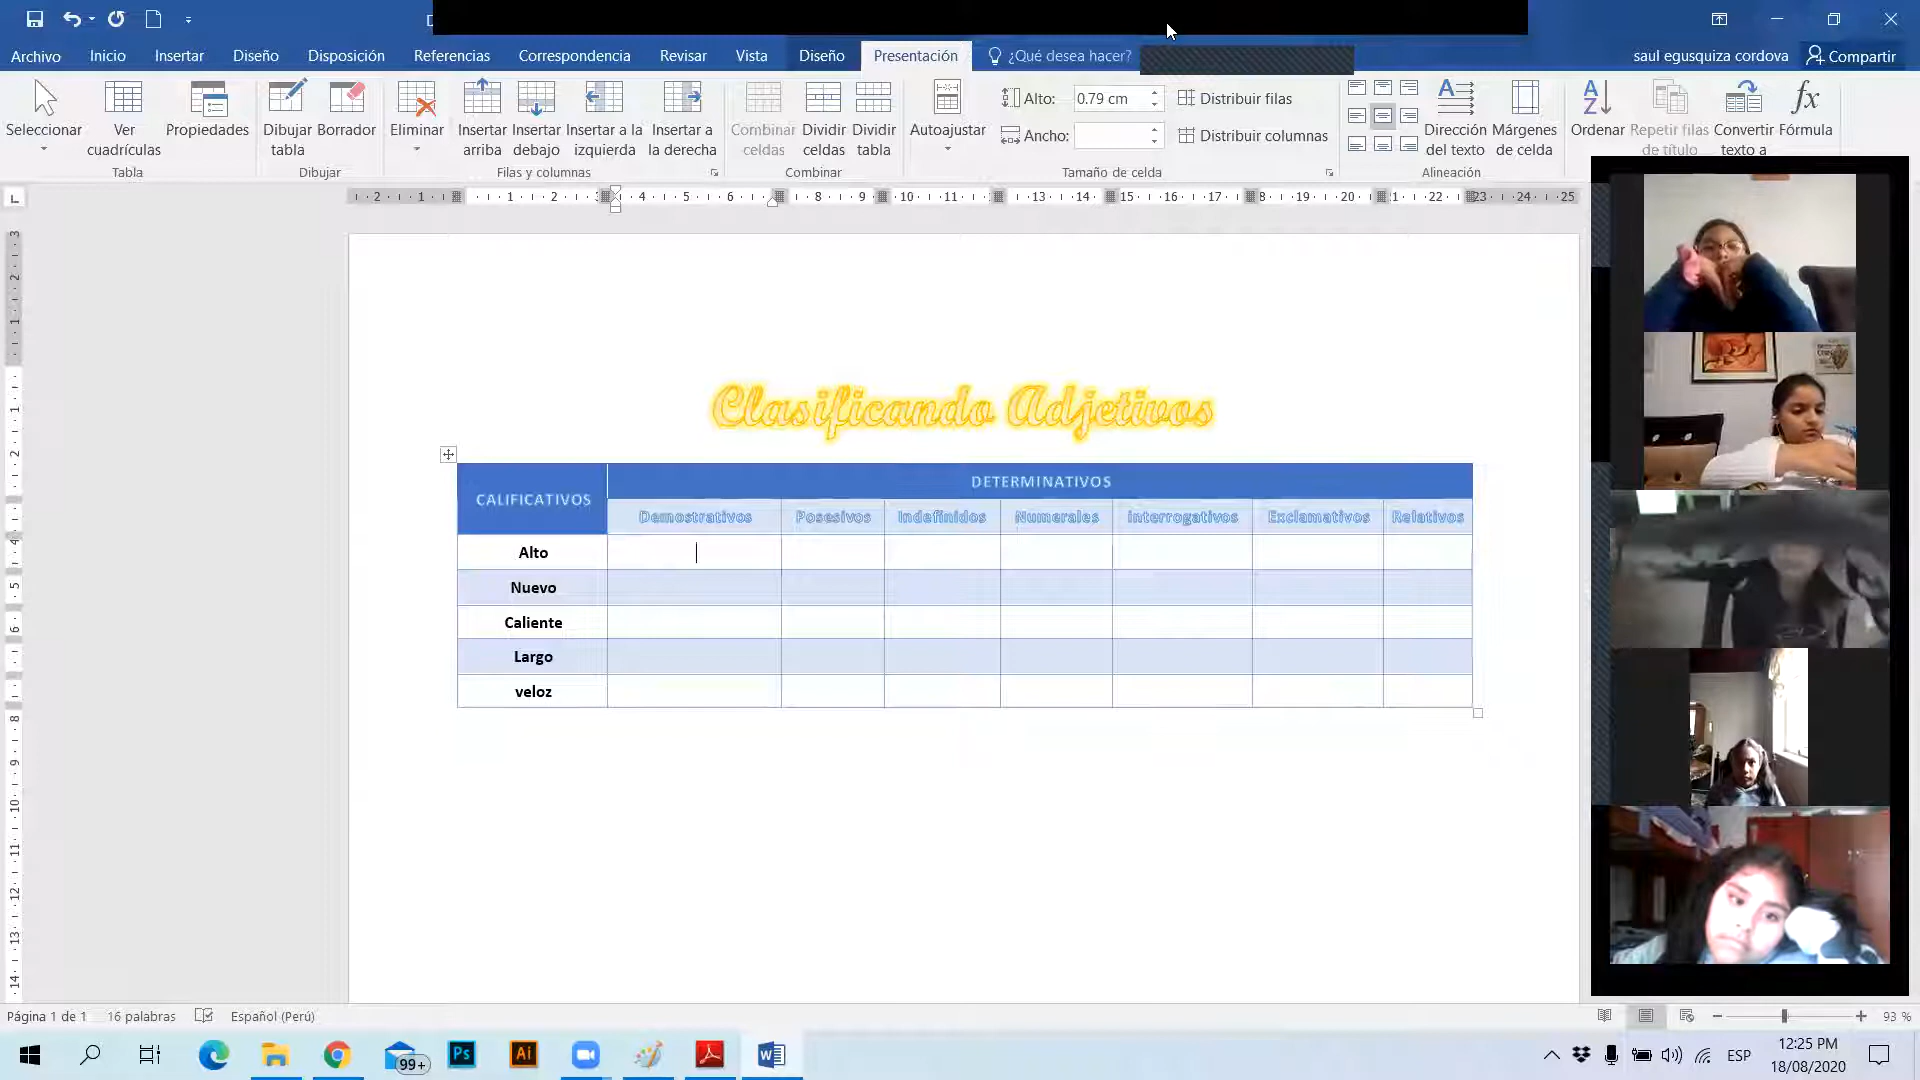 Archivo Inicio Insertar Diseño Disposición Referencias Correspondencia Revisar Vista Diseño Presentación ¿Qué desea hacer? saul egusquiza cordova Compartir
Seleccionar
Ver cuadrículas
Propiedades
Dibujar tabla
Borrador
Eliminar
Insertar arriba
Insertar debajo
Insertar a la izquierda
Insertar a la derecha
Combinar celdas
Dividir celdas
Dividir tabla
Autoajustar
Alto: 0.79 cm
Ancho:
Distribuir filas
Distribuir columnas
Dirección del texto
Márgenes de celda
Ordenar
Repetir filas de título
Convertir texto a
Fórmula
Tabla Dibujar Filas y columnas Combinar Tamaño de celda Alineación
Clasificando Adjetivos
CALIFICATIVOS DETERMINATIVOS
Demostrativos Posesivos Indefinidos Numerales interrogativos Exclamativos Relativos
Alto
Nuevo
Caliente
Largo
veloz
Página 1 de 1 16 palabras Español (Perú) 93 %
99+ Ps Ai ESP 12:25 PM
18/08/2020